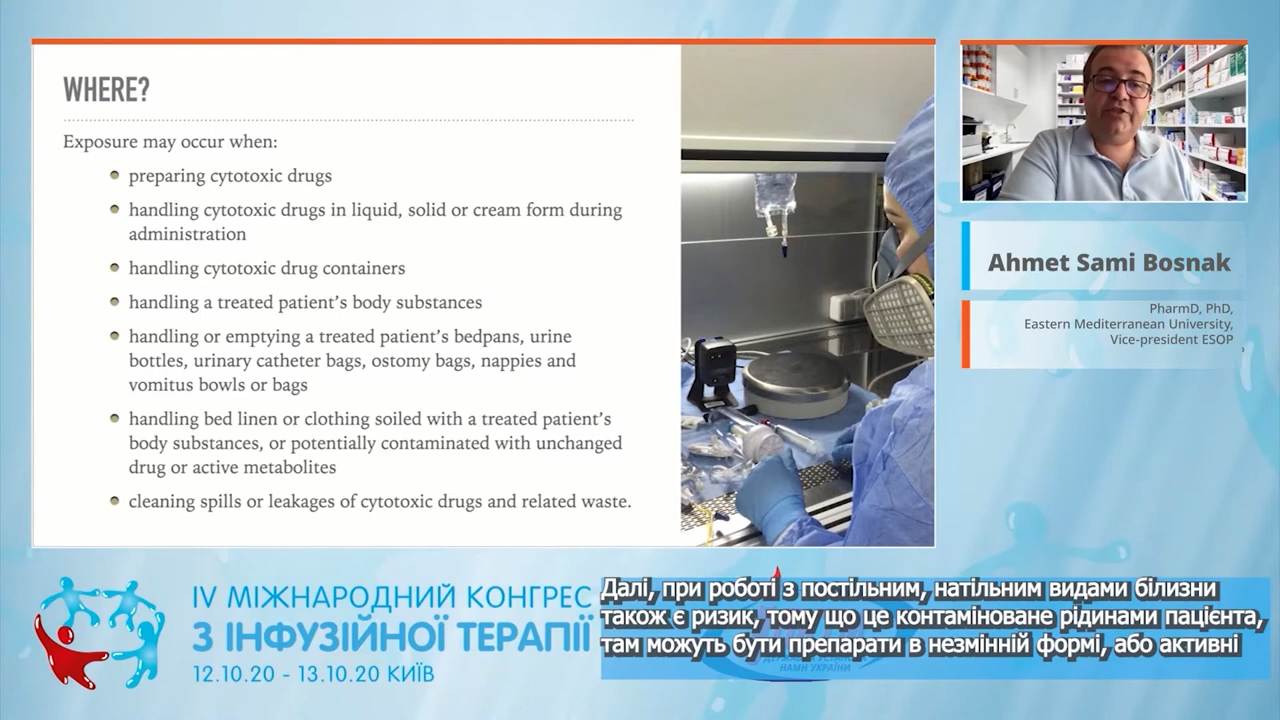 WHERE?
Exposure may occur when:
preparing cytotoxic drugs
handling cytotoxic drugs in liquid, solid or cream form during
administration
handling cytotoxic drug containers
handling a treated patient's body substances
handling or emptying a treated patient's bedpans, urine
bottles, urinary catheter bags, ostomy bags, nappies and
vomitus bowls or bags
handling bed linen or clothing soiled with a treated patient's
body substances, or potentially contaminated with unchanged
drug or active metabolites
cleaning spills or leakages of cytotoxic drugs and related waste.
Ahmet Sami Bosnak
PharmD, PhD,
Eastern Mediterranean University,
Vice-president ESOP
IV МІЖНАРОДНИЙ КОНГРЕС
З ІНФУЗІЙНОЇ ТЕРАПІЇ
12.10.20 - 13.10.20 КИЇВ
Далі, при роботі з постільним, натільним видами білизни
також є ризик, тому що це контаміноване рідинами пацієнта,
там можуть бути препарати в незмінній формі, або активні
НАМН УКРАЇНИ